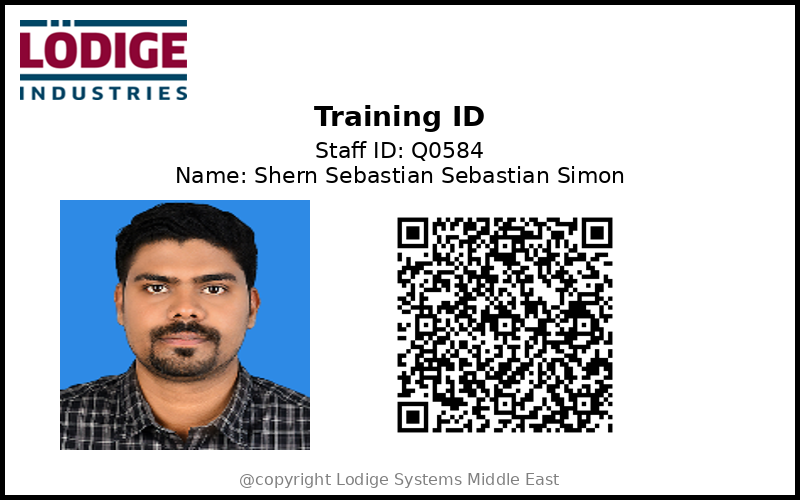 LÖDIGE
INDUSTRIES
Training ID
Staff ID: Q0584
Name: Shern Sebastian Sebastian Simon
@copyright Lodige Systems Middle East